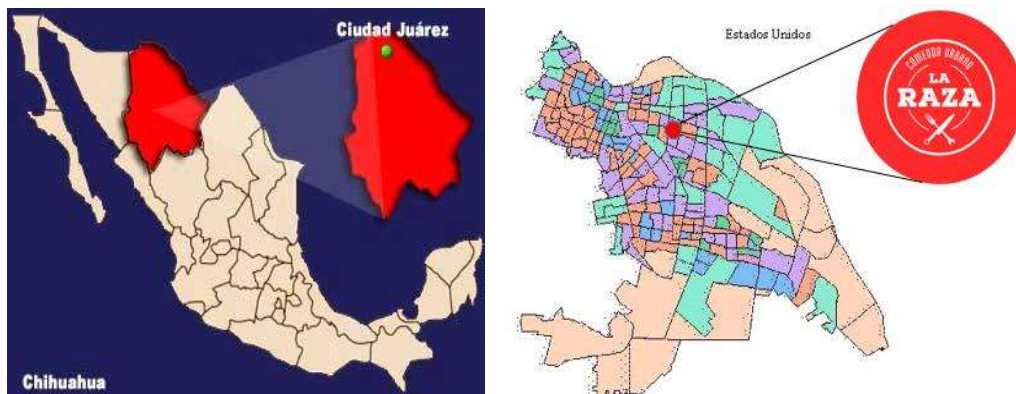 Ciudad Juárez
Chihuahua
Estados Unidos
COMEDOR URBANO
LA
RAZA